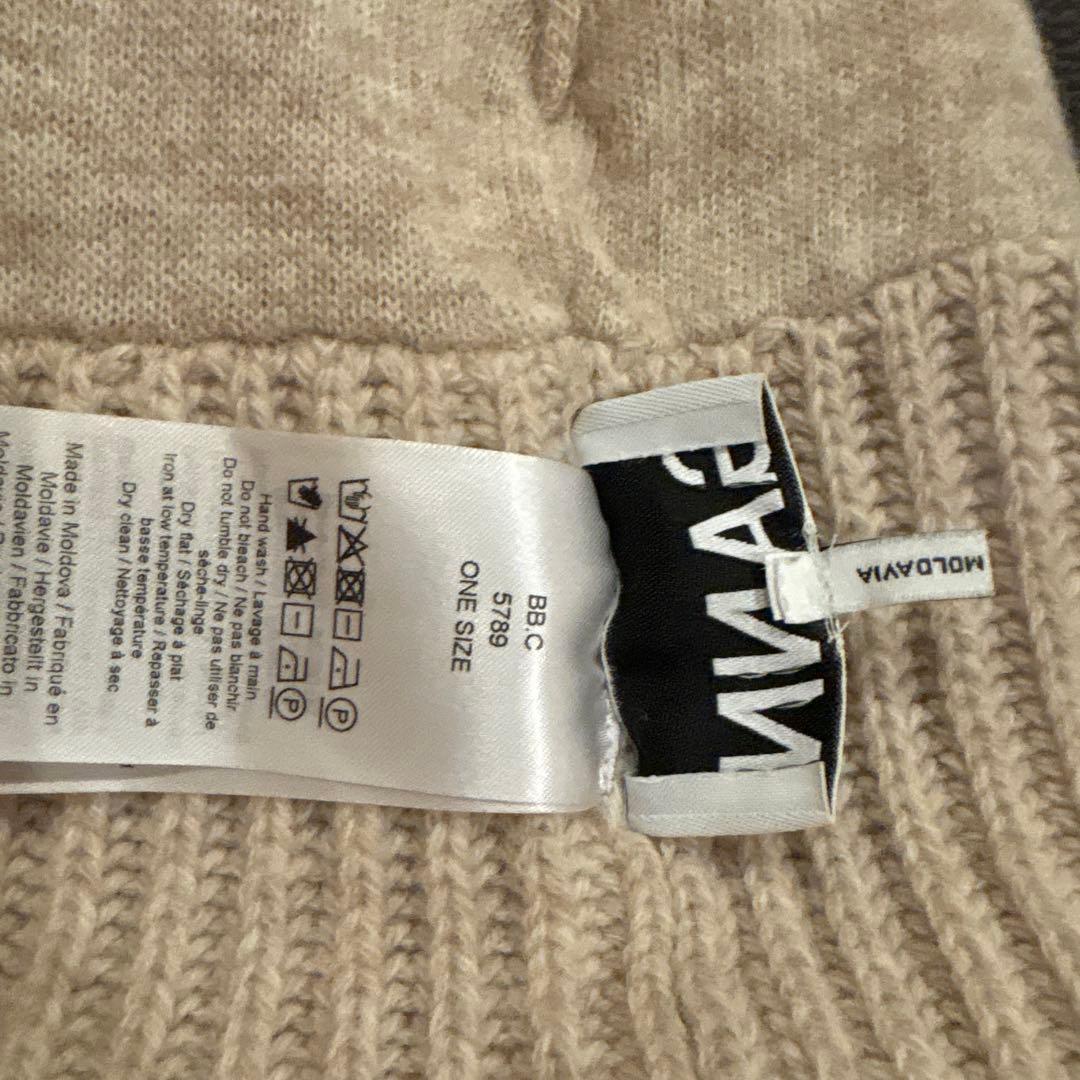 BB.C
5789
ONE SIZE
Hand wash / Lavage à main
Do not bleach / Ne pas blanchir
Do not tumble dry / Ne pas utiliser de
sèche-linge
Dry flat / Séchage à plat
Iron at low temperature / Repasser à
basse température
Dry clean / Nettoyage à sec
Made in Moldova / Fabriqué en
Moldavie / Hergestellt in
Moldavien / Fabbricato in
MOLDAVIA